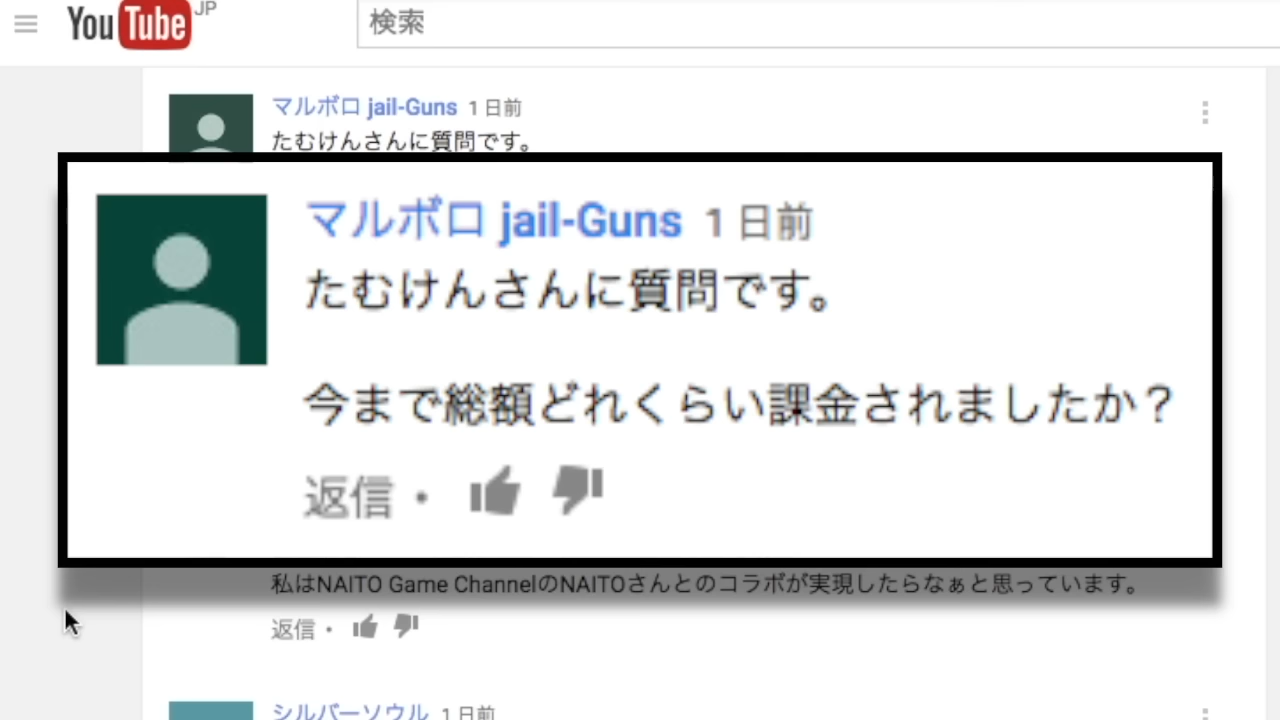 YouTube JP
検索
マルボロ jail-Guns 1 日前
たむけんさんに質問です。
マルボロ jail-Guns 1 日前
たむけんさんに質問です。
今まで総額どれくらい課金されましたか？
返信・
私はNAITO Game ChannelのNAITOさんとのコラボが実現したらなぁと思っています。
返信・
シルバーソウル 1 日前